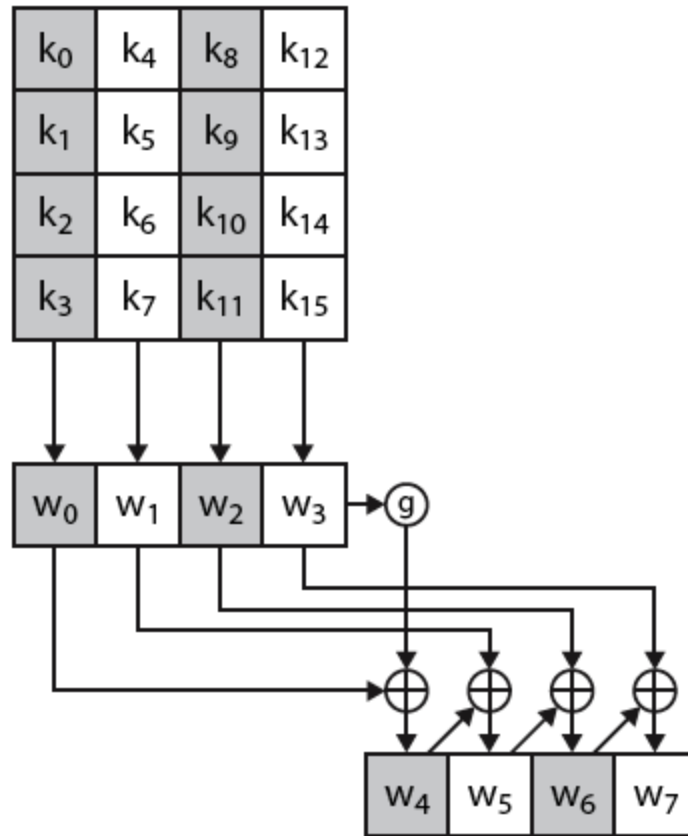 k₀ k₄ k₈ k₁₂
k₁ k₅ k₉ k₁₃
k₂ k₆ k₁₀ k₁₄
k₃ k₇ k₁₁ k₁₅
w₀ w₁ w₂ w₃ g
w₄ w₅ w₆ w₇